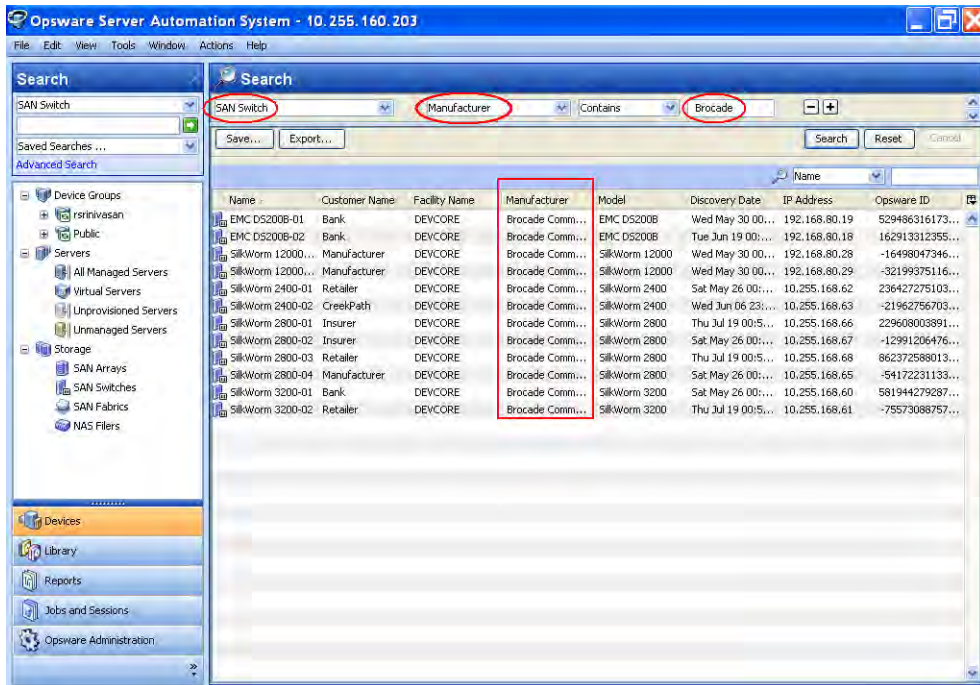 Opsware Server Automation System - 10.255.160.203
File Edit View Tools Window Actions Help
Search
SAN Switch
Saved Searches ...
Advanced Search
Device Groups
rsrinivasan
Public
Servers
All Managed Servers
Virtual Servers
Unprovisioned Servers
Unmanaged Servers
Storage
SAN Arrays
SAN Switches
SAN Fabrics
NAS Filers
Devices
Library
Reports
Jobs and Sessions
Opsware Administration
Search
SAN Switch Manufacturer Contains Brocade
Save... Export... Search Reset Cancel
Name
Name Customer Name Facility Name Manufacturer Model Discovery Date IP Address Opsware ID
EMC DS200B-01 Bank DEVCORE Brocade Comm... EMC DS200B Wed May 30 00... 192.168.80.19 529486316173...
EMC DS200B-02 Bank DEVCORE Brocade Comm... EMC DS200B Tue Jun 19 00:... 192.168.80.18 162913312355...
SilkWorm 12000... Manufacturer DEVCORE Brocade Comm... SilkWorm 12000 Wed May 30 00... 192.168.80.28 -16498047346...
SilkWorm 12000... Manufacturer DEVCORE Brocade Comm... SilkWorm 12000 Wed May 30 00... 192.168.80.29 -32199375116...
SilkWorm 2400-01 Retailer DEVCORE Brocade Comm... SilkWorm 2400 Sat May 26 00:... 10.255.168.62 236427275103...
SilkWorm 2400-02 CreekPath DEVCORE Brocade Comm... SilkWorm 2400 Wed Jun 06 23:... 10.255.168.63 -21962756703...
SilkWorm 2800-01 Insurer DEVCORE Brocade Comm... SilkWorm 2800 Thu Jul 19 00:5... 10.255.168.66 229608003891...
SilkWorm 2800-02 Insurer DEVCORE Brocade Comm... SilkWorm 2800 Sat May 26 00:... 10.255.168.67 -12991206476...
SilkWorm 2800-03 Retailer DEVCORE Brocade Comm... SilkWorm 2800 Thu Jul 19 00:5... 10.255.168.68 862372588013...
SilkWorm 2800-04 Manufacturer DEVCORE Brocade Comm... SilkWorm 2800 Sat May 26 00:... 10.255.168.65 -54172231133...
SilkWorm 3200-01 Bank DEVCORE Brocade Comm... SilkWorm 3200 Sat May 26 00:... 10.255.168.60 581944279287...
SilkWorm 3200-02 Retailer DEVCORE Brocade Comm... SilkWorm 3200 Thu Jul 19 00:5... 10.255.168.61 -75573088757...